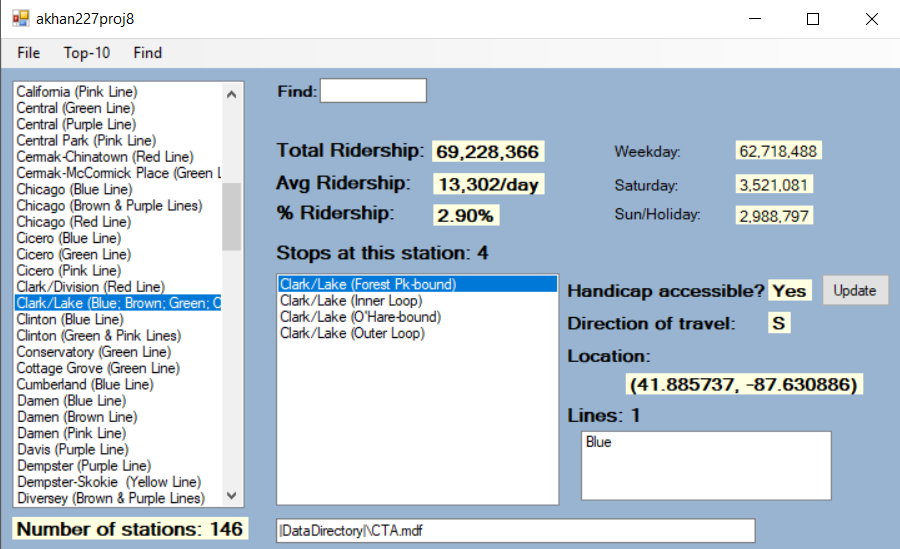 akhan227proj8
File Top-10 Find
California (Pink Line)
Central (Green Line)
Central (Purple Line)
Central Park (Pink Line)
Cermak-Chinatown (Red Line)
Cermak-McCormick Place (Green L
Chicago (Blue Line)
Chicago (Brown & Purple Lines)
Chicago (Red Line)
Cicero (Blue Line)
Cicero (Green Line)
Cicero (Pink Line)
Clark/Division (Red Line)
Clark/Lake (Blue; Brown; Green; O
Clinton (Blue Line)
Clinton (Green & Pink Lines)
Conservatory (Green Line)
Cottage Grove (Green Line)
Cumberland (Blue Line)
Damen (Blue Line)
Damen (Brown Line)
Damen (Pink Line)
Davis (Purple Line)
Dempster (Purple Line)
Dempster-Skokie  (Yellow Line)
Diversey (Brown & Purple Lines)
Number of stations: 146
Find:
Total Ridership: 69,228,366
Avg Ridership: 13,302/day
% Ridership: 2.90%
Weekday: 62,718,488
Saturday: 3,521,081
Sun/Holiday: 2,988,797
Stops at this station: 4
Clark/Lake (Forest Pk-bound)
Clark/Lake (Inner Loop)
Clark/Lake (O'Hare-bound)
Clark/Lake (Outer Loop)
Handicap accessible? Yes Update
Direction of travel: S
Location:
(41.885737, -87.630886)
Lines: 1
Blue
|DataDirectory|\CTA.mdf